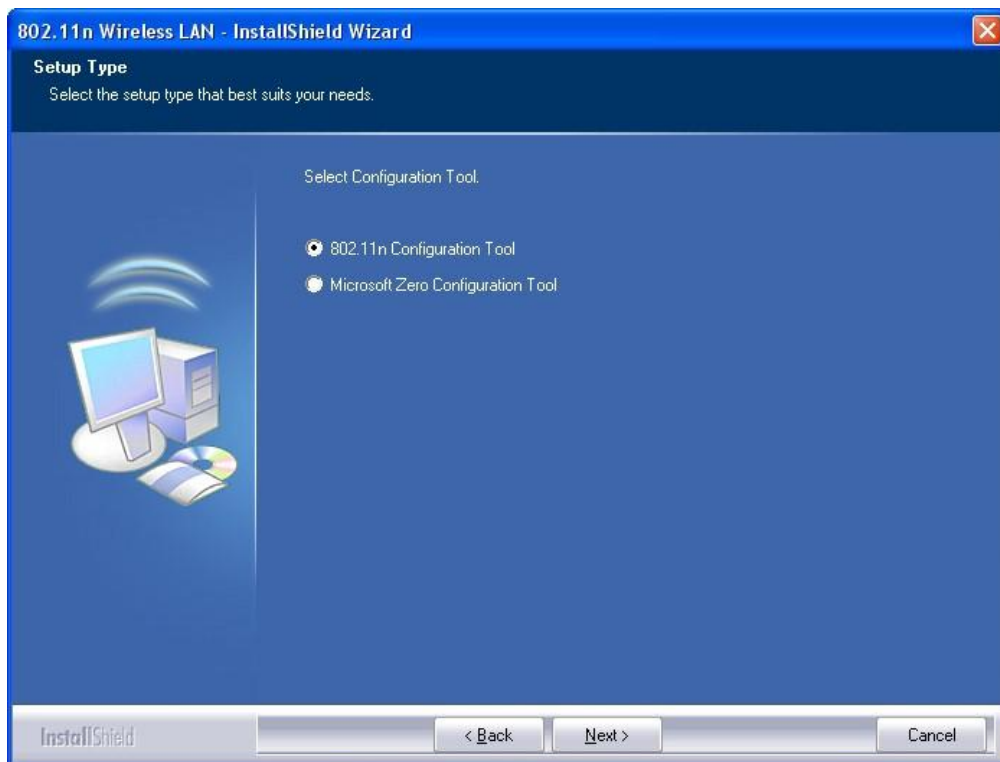 802.11n Wireless LAN - InstallShield Wizard
Setup Type
Select the setup type that best suits your needs.
Select Configuration Tool.
802.11n Configuration Tool
Microsoft Zero Configuration Tool
InstallShield
< Back
Next >
Cancel